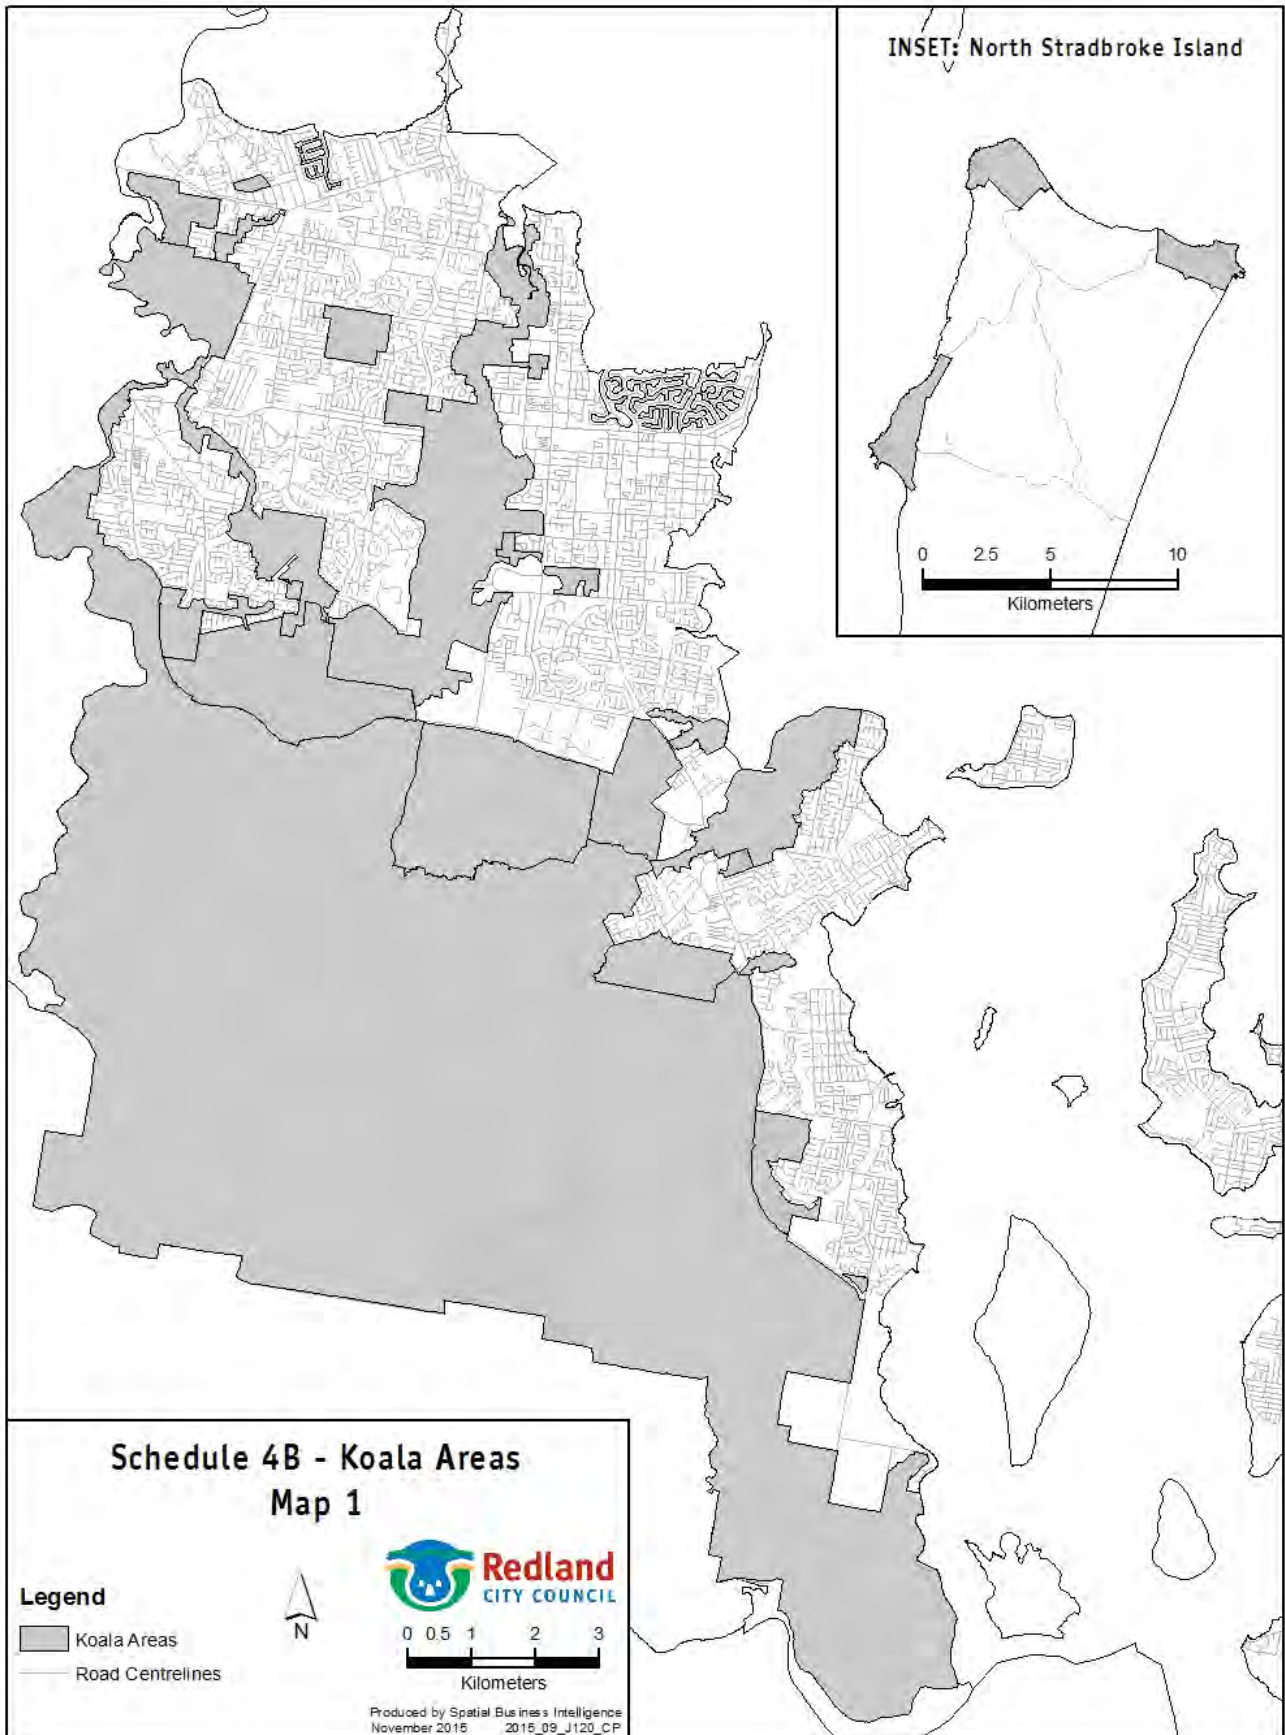 INSET: North Stradbroke Island
0 2.5 5 10
Kilometers
Schedule 4B - Koala Areas
Map 1
Redland
CITY COUNCIL
Legend
Koala Areas
Road Centrelines
N
0 0.5 1 2 3
Kilometers
Produced by Spatial Business Intelligence
November 2015 2015_09_J120_CP